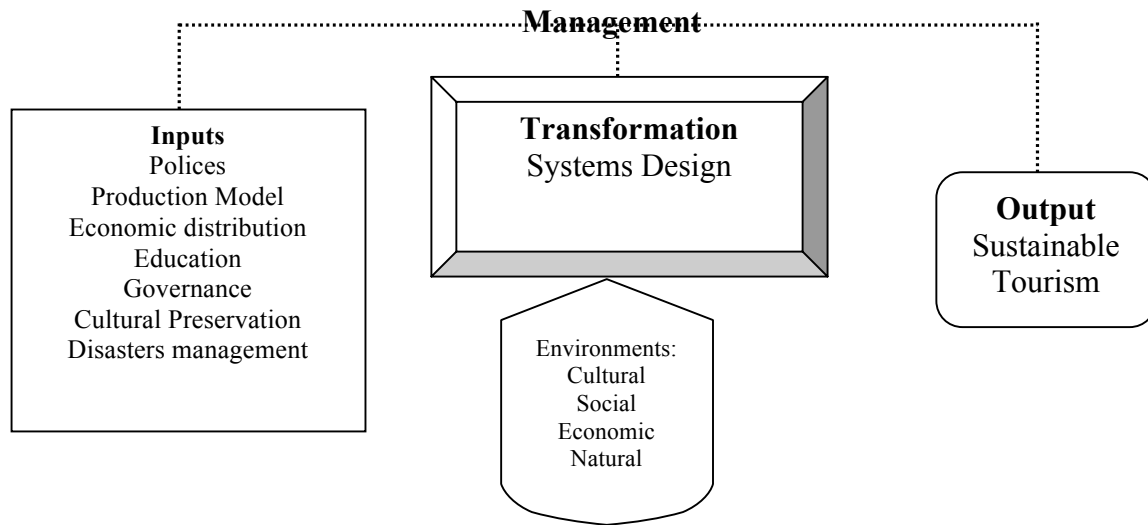 Management
Inputs
Polices
Production Model
Economic distribution
Education
Governance
Cultural Preservation
Disasters management
Transformation
Systems Design
Environments:
Cultural
Social
Economic
Natural
Output
Sustainable
Tourism